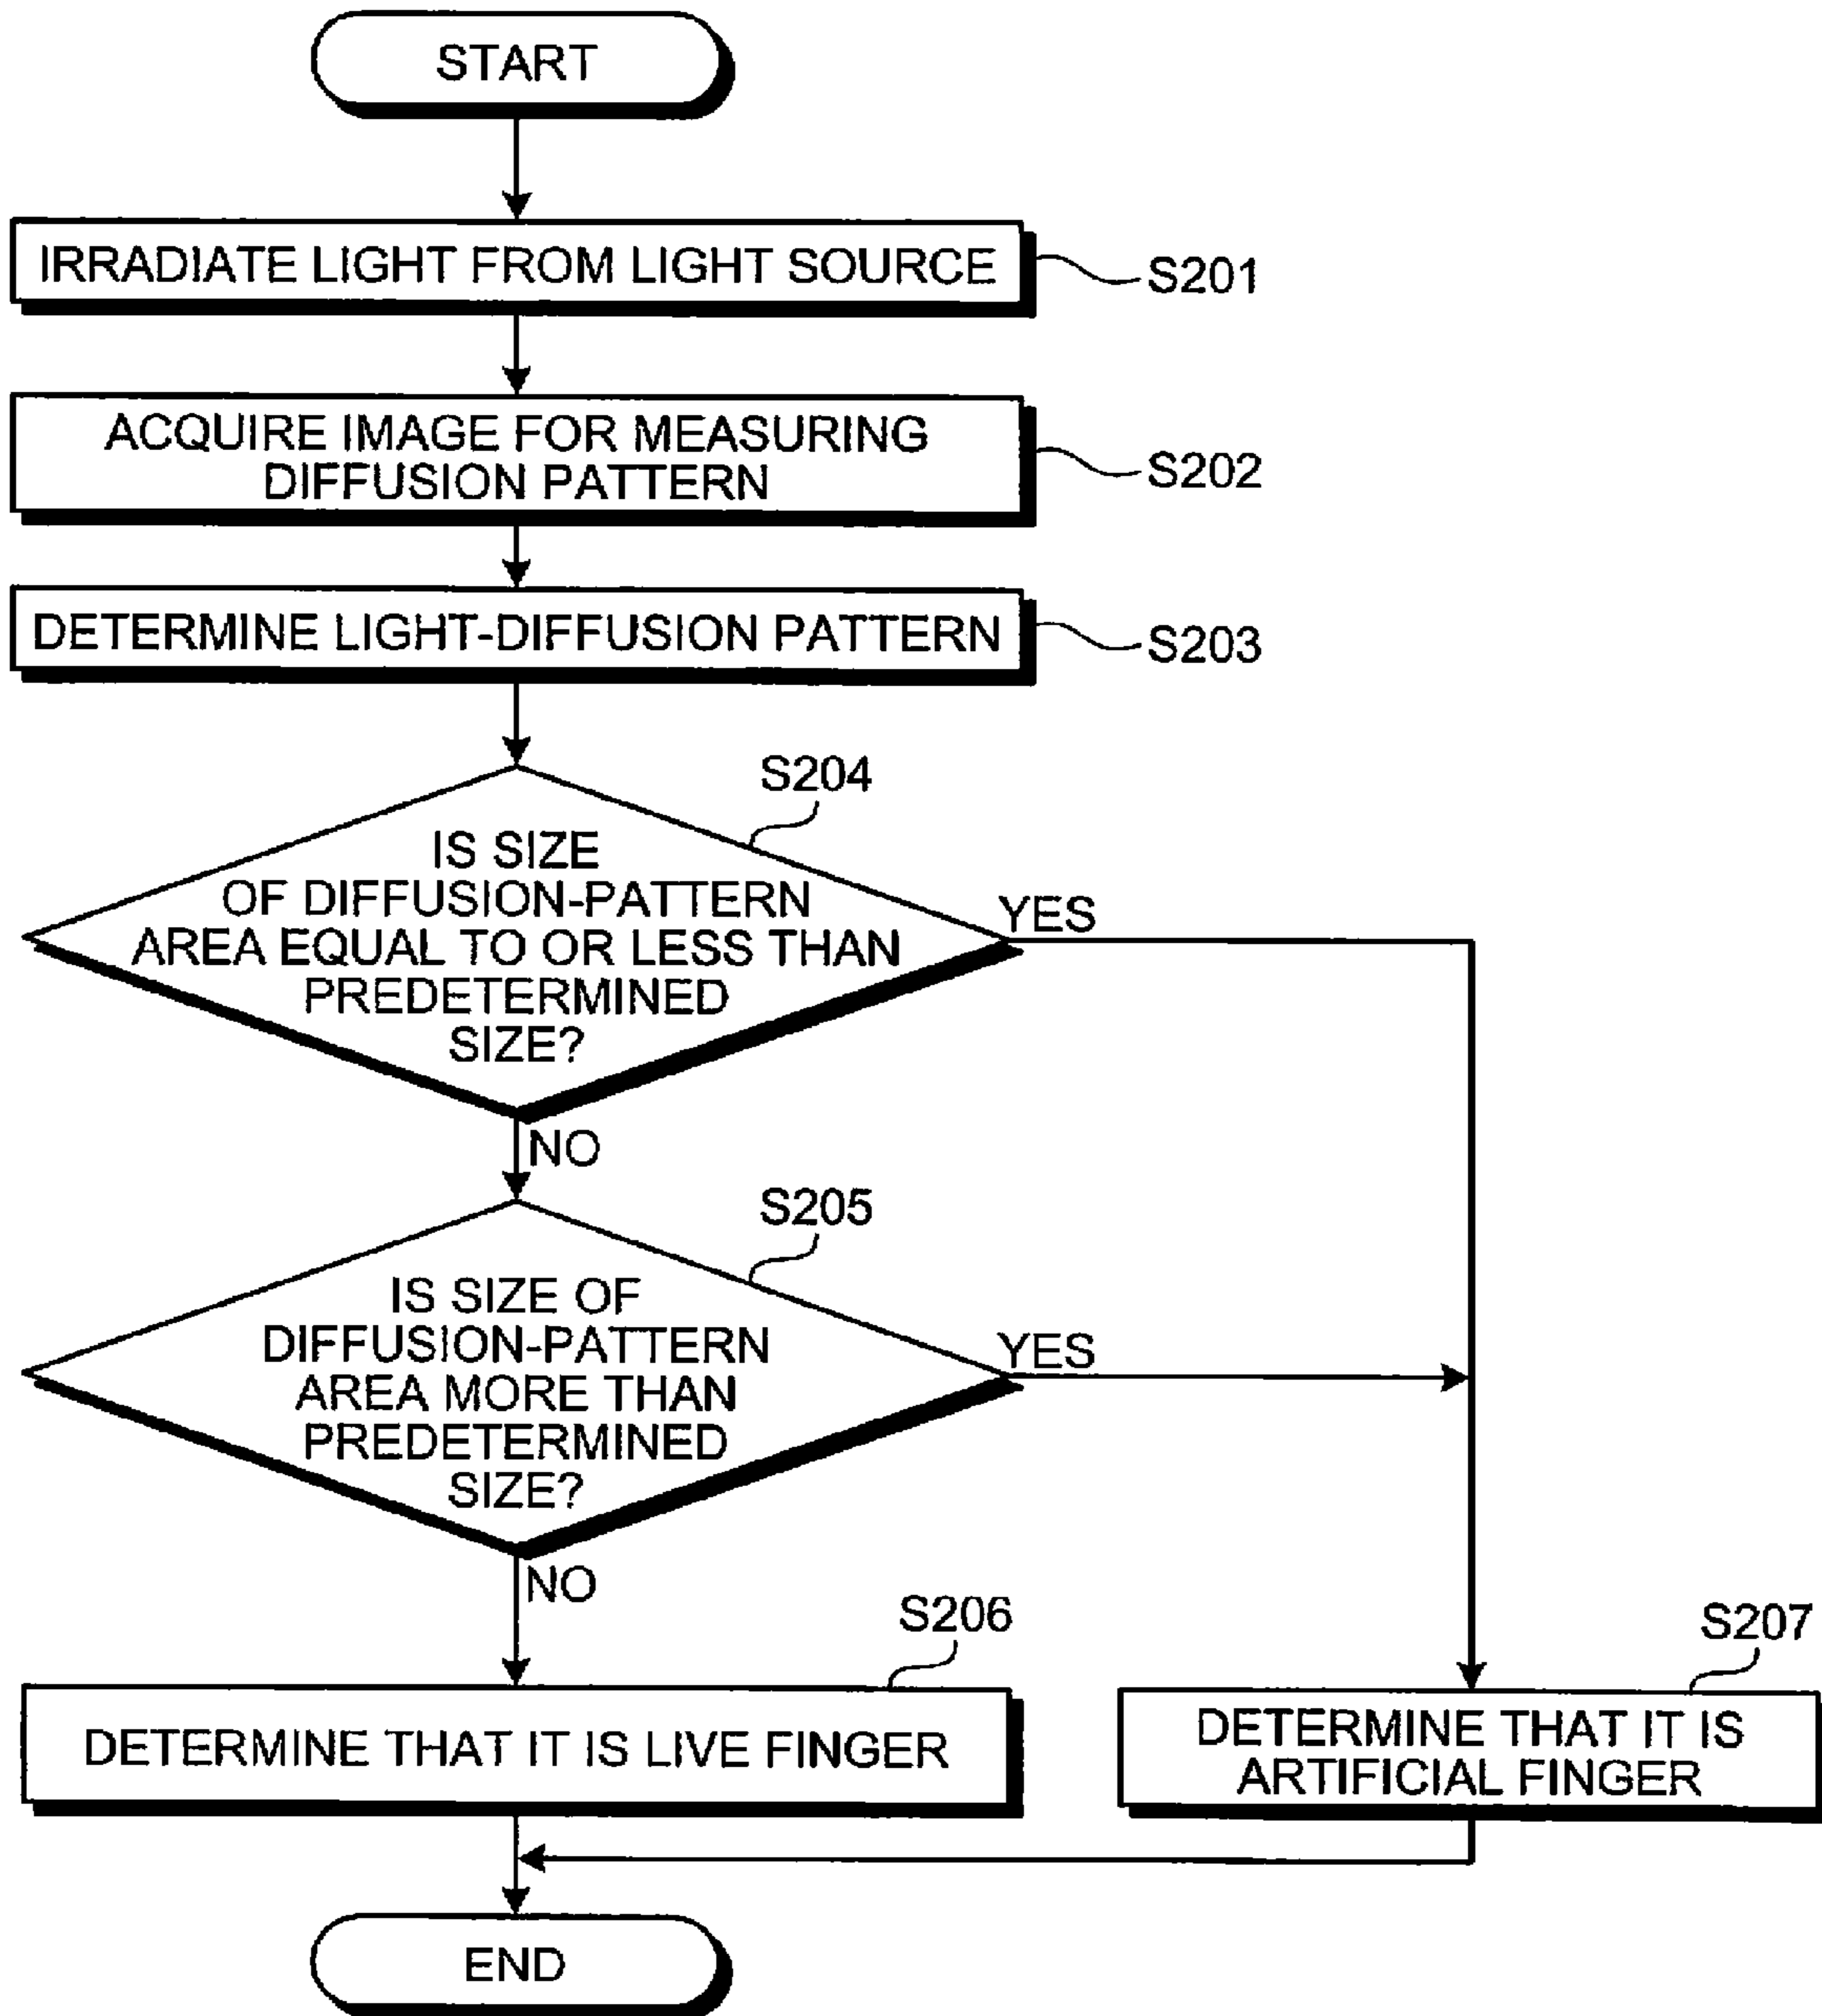 START
IRRADIATE LIGHT FROM LIGHT SOURCE
S201
ACQUIRE IMAGE FOR MEASURING
DIFFUSION PATTERN
S202
DETERMINE LIGHT-DIFFUSION PATTERN
S203
S204
IS SIZE
OF DIFFUSION-PATTERN
AREA EQUAL TO OR LESS THAN
PREDETERMINED
SIZE?
YES
NO
S205
IS SIZE OF
DIFFUSION-PATTERN
AREA MORE THAN
PREDETERMINED
SIZE?
YES
NO
S206
DETERMINE THAT IT IS LIVE FINGER
S207
DETERMINE THAT IT IS
ARTIFICIAL FINGER
END